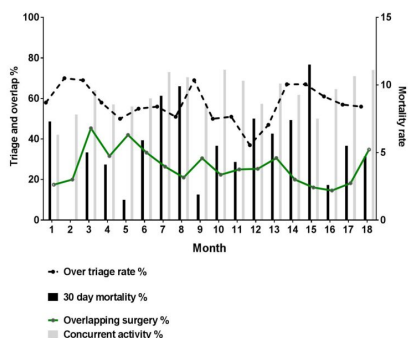 100
80
60
40
20
0
Triage and overlap %
15
10
5
0
Mortality rate
1 2 3 4 5 6 7 8 9 10 11 12 13 14 15 16 17 18
Month
Over triage rate %
30 day mortality %
Overlapping surgery %
Concurrent activity %